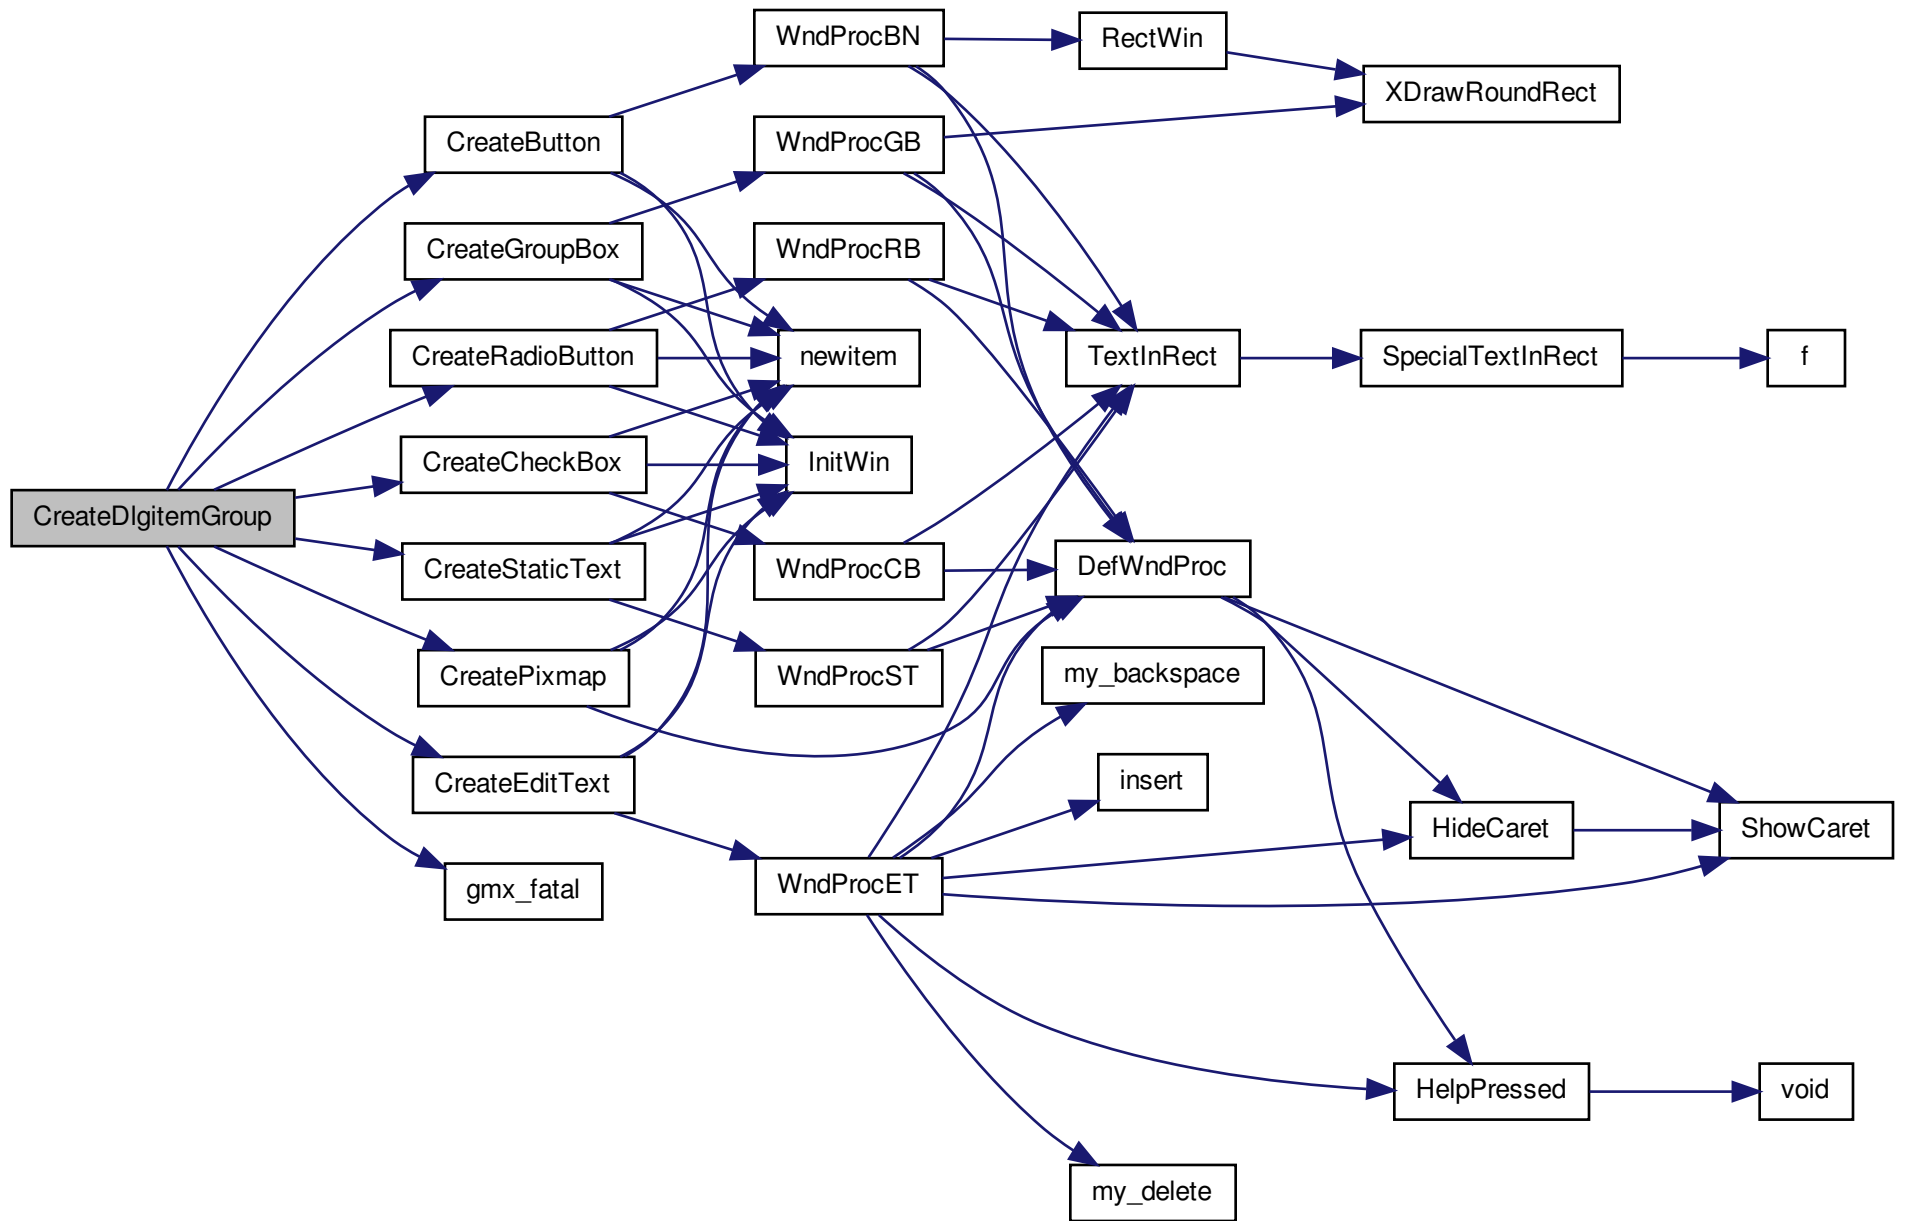 CreateDlgitemGroup
CreateButton
CreateGroupBox
CreateRadioButton
CreateCheckBox
CreateStaticText
CreatePixmap
CreateEditText
gmx_fatal
WndProcBN
WndProcGB
WndProcRB
newitem
InitWin
WndProcCB
WndProcST
WndProcET
RectWin
TextInRect
DefWndProc
my_backspace
insert
my_delete
XDrawRoundRect
SpecialTextInRect
HideCaret
HelpPressed
f
ShowCaret
void